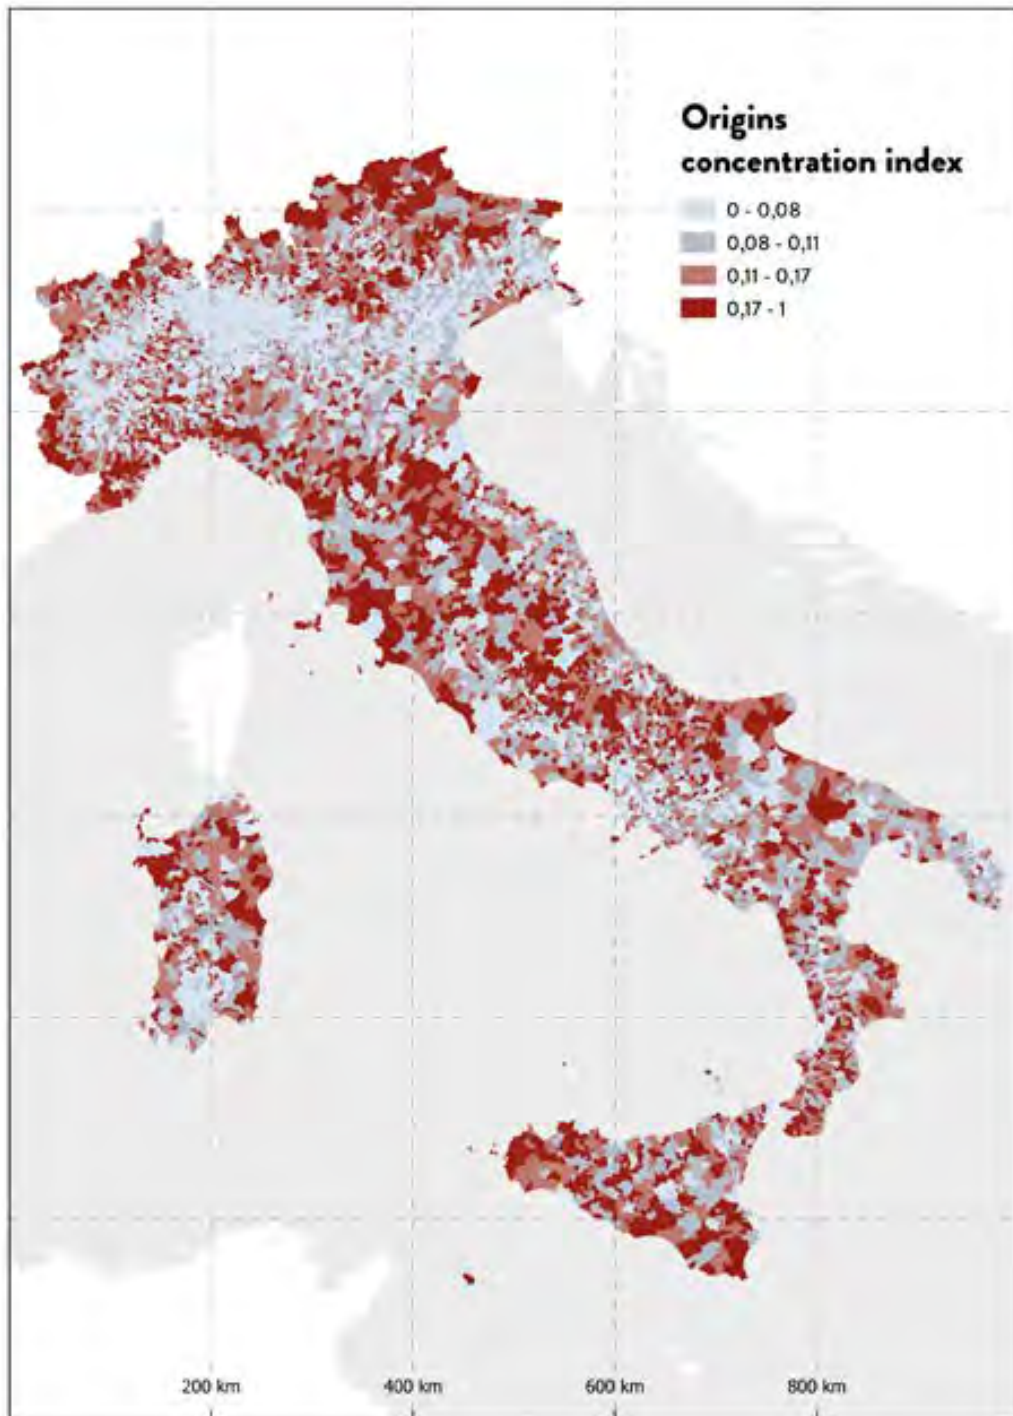 Origins
concentration index
0 - 0,08
0,08 - 0,11
0,11 - 0,17
0,17 - 1
200 km 400 km 600 km 800 km